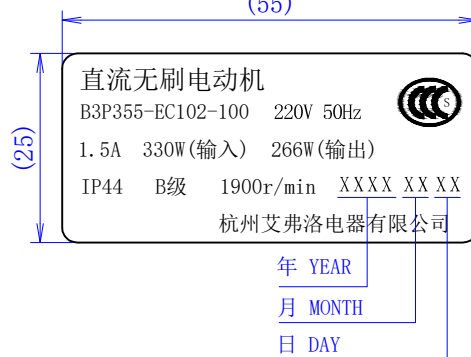 (55)
(25)
直流无刷电动机
B3P355-EC102-100 220V 50Hz
S
1.5A 330W(输入) 266W(输出)
IP44 B级 1900r/min XXXX XX XX
杭州艾弗洛电器有限公司
年 YEAR
月 MONTH
日 DAY